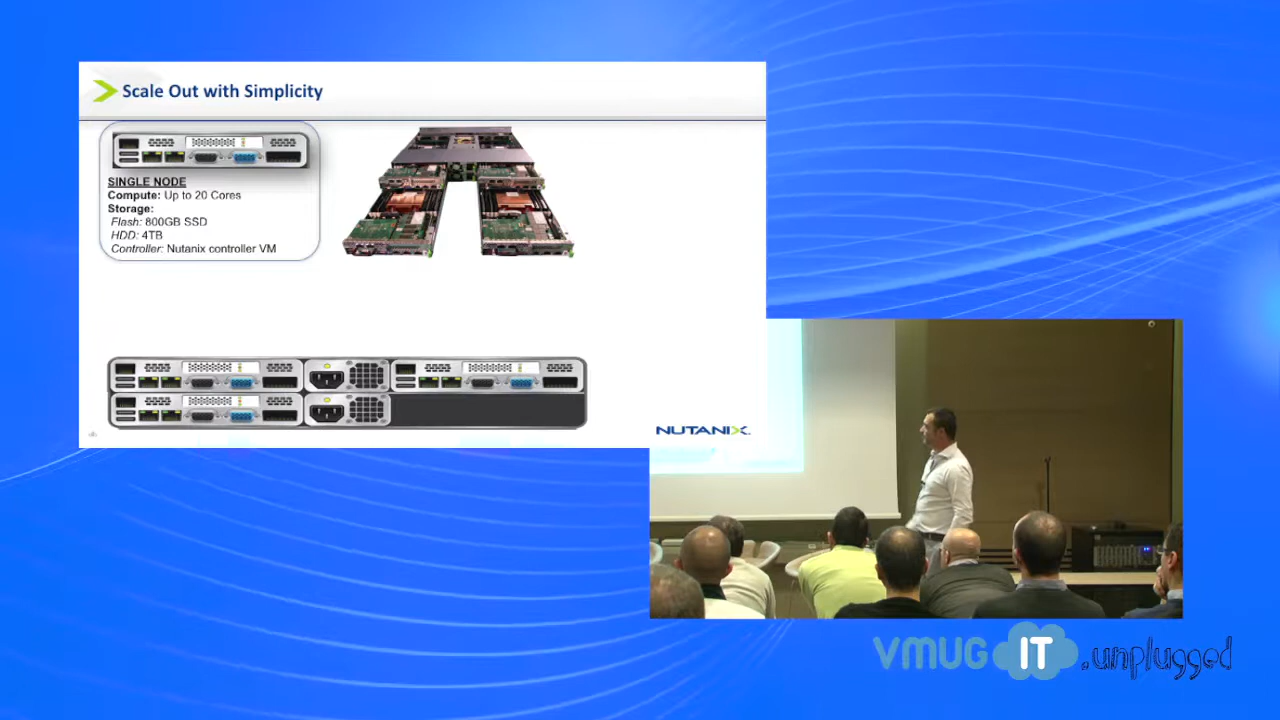 Scale Out with Simplicity
SINGLE NODE
Compute: Up to 20 Cores
Storage:
Flash: 800GB SSD
HDD: 4TB
Controller: Nutanix controller VM
NUTANIX.
VMUG IT .unplugged